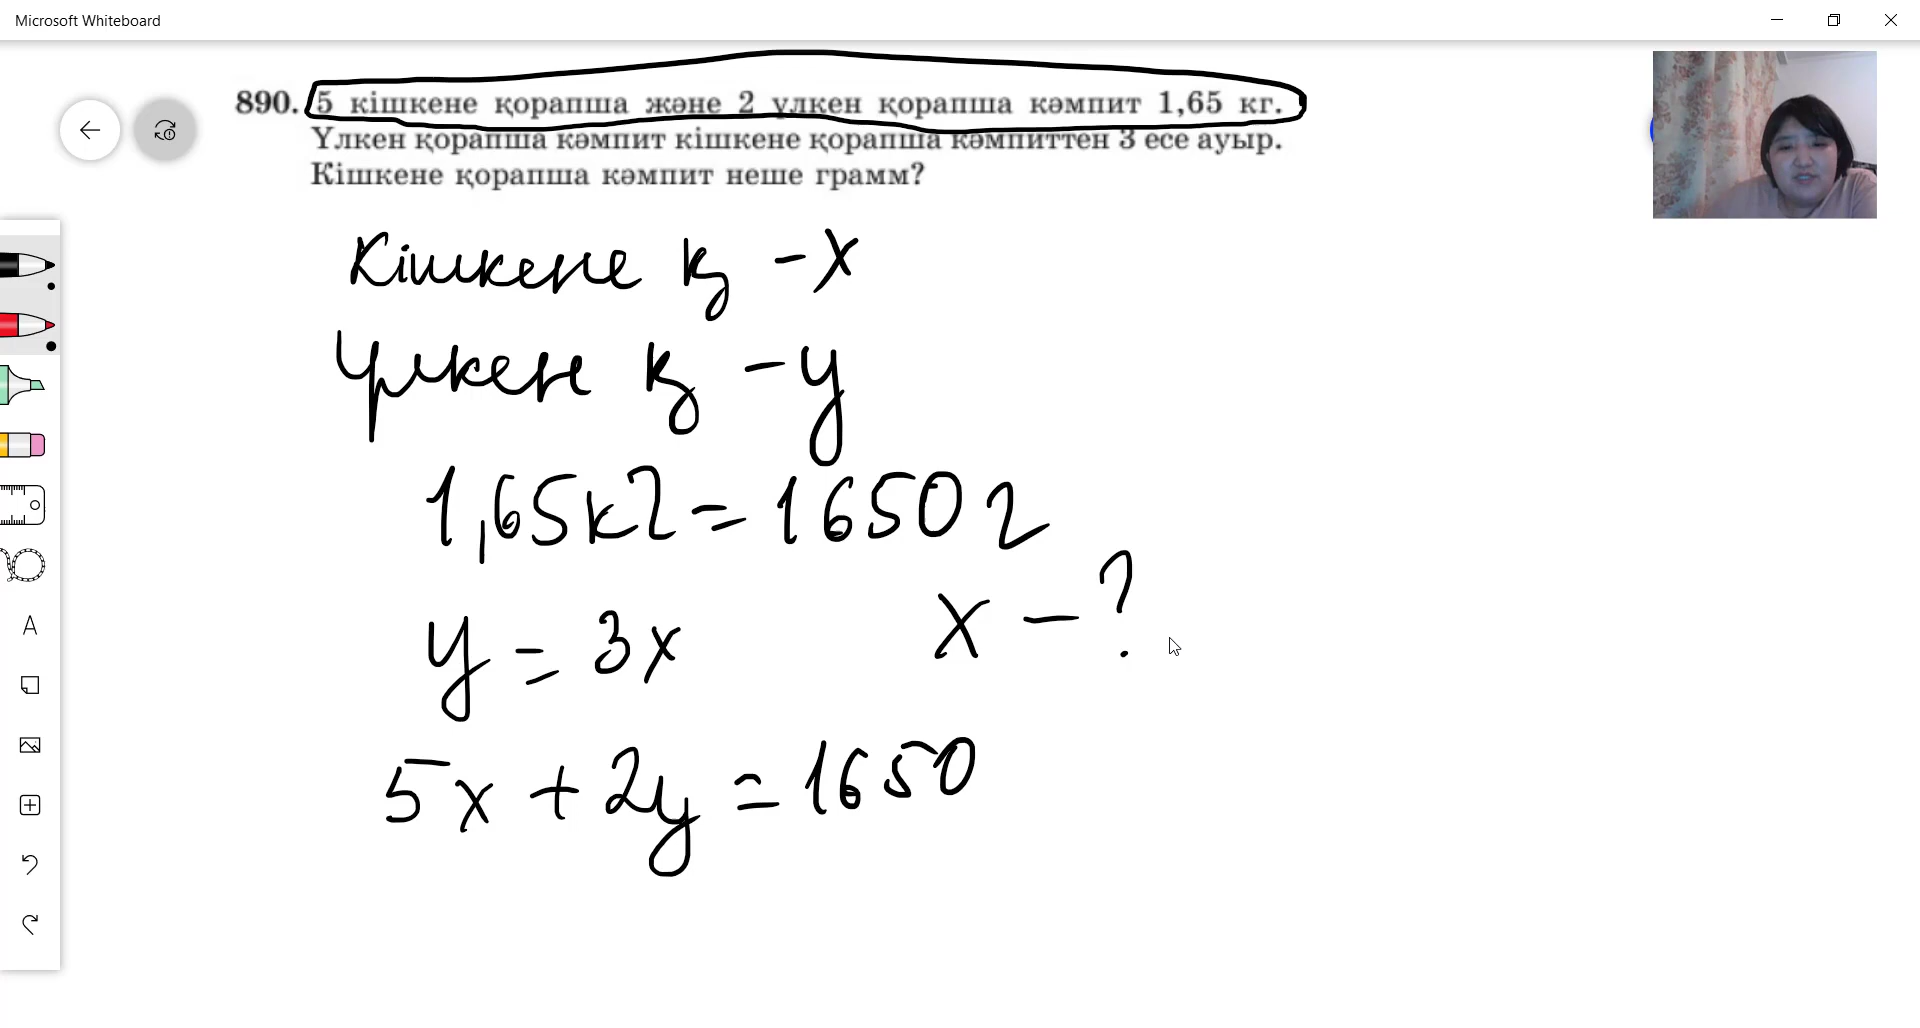 Microsoft Whiteboard
890. 5 кішкене қорапша және 2 үлкен қорапша кәмпит 1,65 кг.
Үлкен қорапша кәмпит кішкене қорапша кәмпиттен 3 есе ауыр.
Кішкене қорапша кәмпит неше грамм?
Кішкене қ - x
Үлкен қ - y
1,65кг = 1650 г
y = 3x
x - ?
5x + 2y = 1650
A